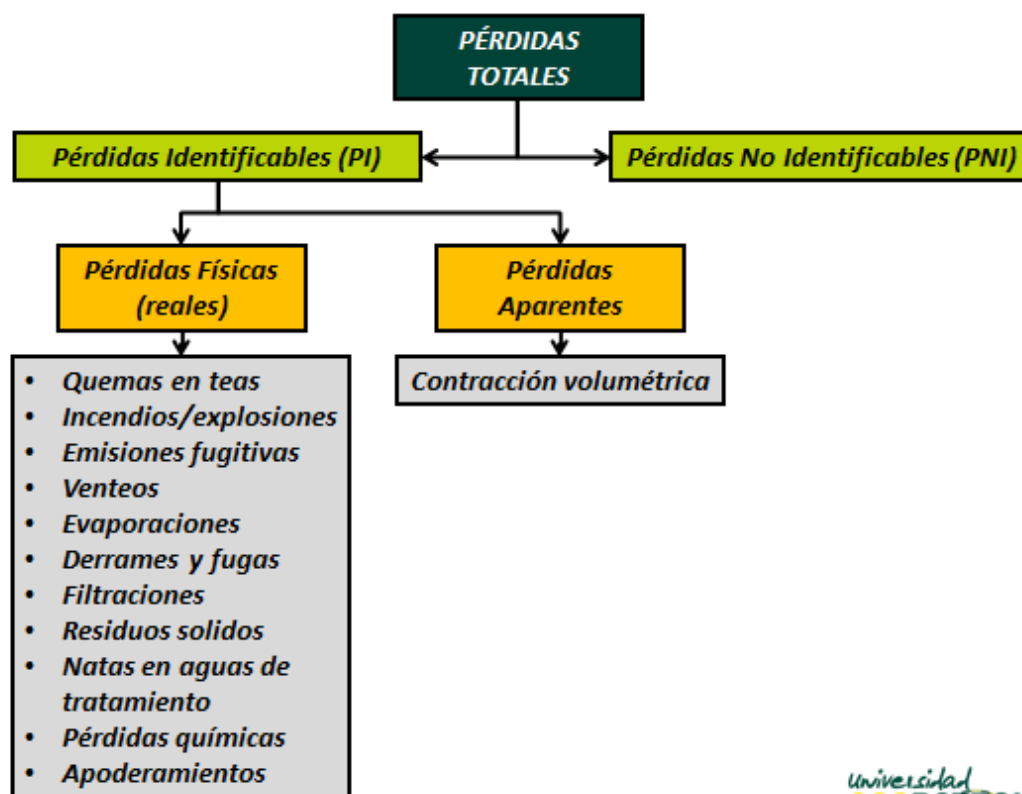 PÉRDIDAS
TOTALES
Pérdidas Identificables (PI)
Pérdidas No Identificables (PNI)
Pérdidas Físicas
(reales)
Pérdidas
Aparentes
• Quemas en teas
• Incendios/explosiones
• Emisiones fugitivas
• Venteos
• Evaporaciones
• Derrames y fugas
• Filtraciones
• Residuos solidos
• Natas en aguas de
tratamiento
• Pérdidas químicas
• Apoderamientos
Contracción volumétrica
universidad